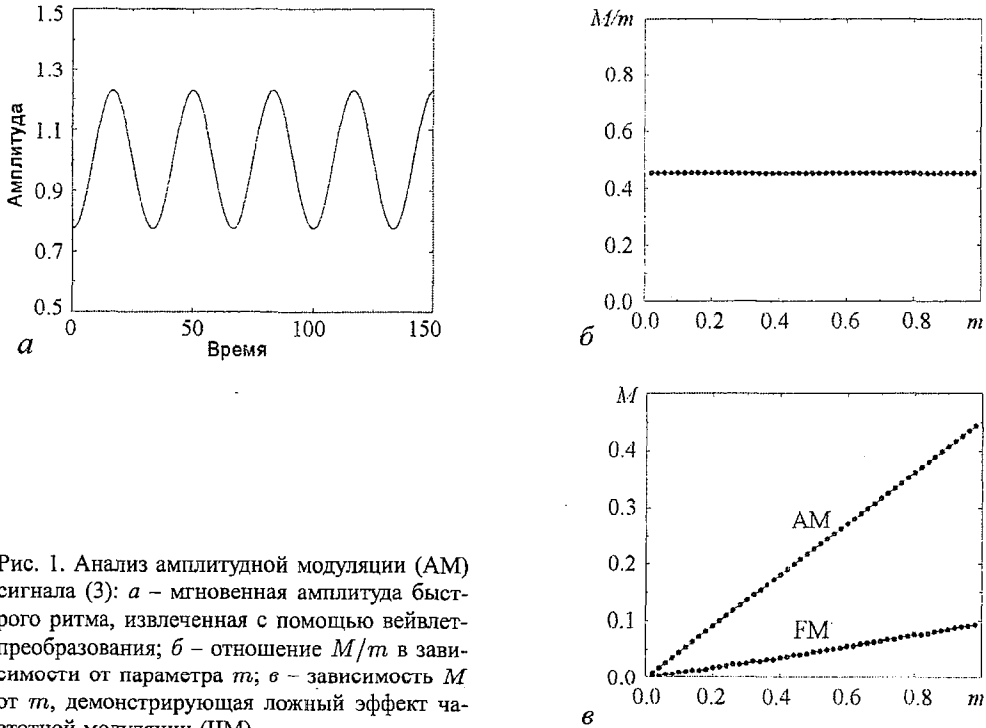 1.5
1.3
1.1
0.9
0.7
0.5
Амплитуда
0
50
100
150
Время
а
M/m
0.8
0.6
0.4
0.2
0.0
0.0
0.2
0.4
0.6
0.8
m
б
M
0.4
0.3
0.2
0.1
0.0
AM
FM
0.0
0.2
0.4
0.6
0.8
m
в
Рис. 1. Анализ амплитудной модуляции (АМ)
сигнала (3): а – мгновенная амплитуда быст-
рого ритма, извлеченная с помощью вейвлет-
преобразования; б – отношение M/m в зави-
симости от параметра m; в – зависимость M
от m, демонстрирующая ложный эффект ча-